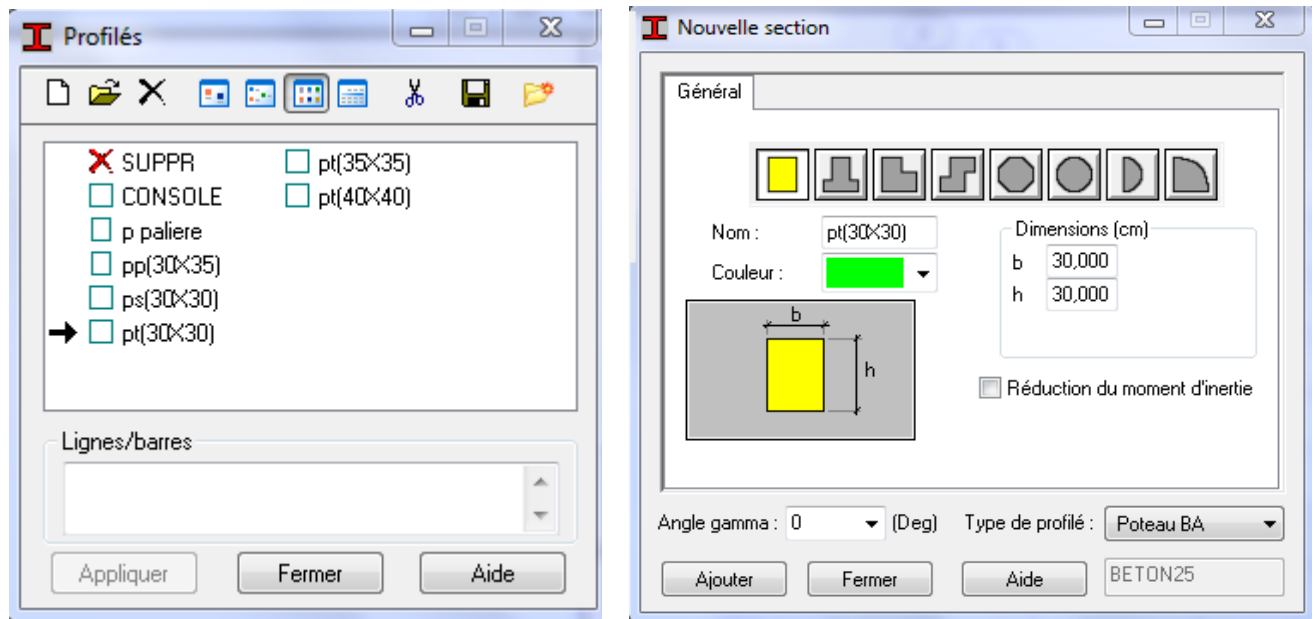 Profilés
SUPPR
CONSOLE
p paliere
pp(30X35)
ps(30X30)
pt(30X30)
pt(35X35)
pt(40X40)
Lignes/barres
Appliquer
Fermer
Aide
Nouvelle section
Général
Nom :
pt(30X30)
Couleur :
Dimensions (cm)
b 30,000
h 30,000
b
h
Réduction du moment d'inertie
Angle gamma : 0 (Deg)
Type de profilé : Poteau BA
Ajouter
Fermer
Aide
BETON25